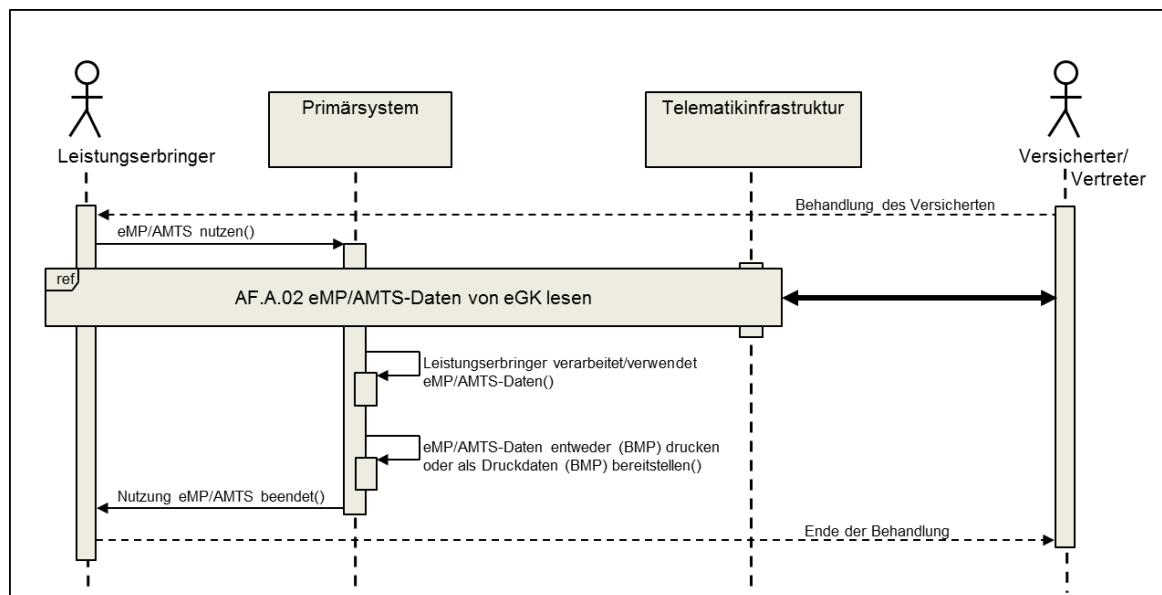 Leistungserbringer
Primärsystem
Telematikinfrastruktur
Versicherter/
Vertreter
Behandlung des Versicherten
eMP/AMTS nutzen()
ref
AF.A.02 eMP/AMTS-Daten von eGK lesen
Leistungserbringer verarbeitet/verwendet
eMP/AMTS-Daten()
eMP/AMTS-Daten entweder (BMP) drucken
oder als Druckdaten (BMP) bereitstellen()
Nutzung eMP/AMTS beendet()
Ende der Behandlung